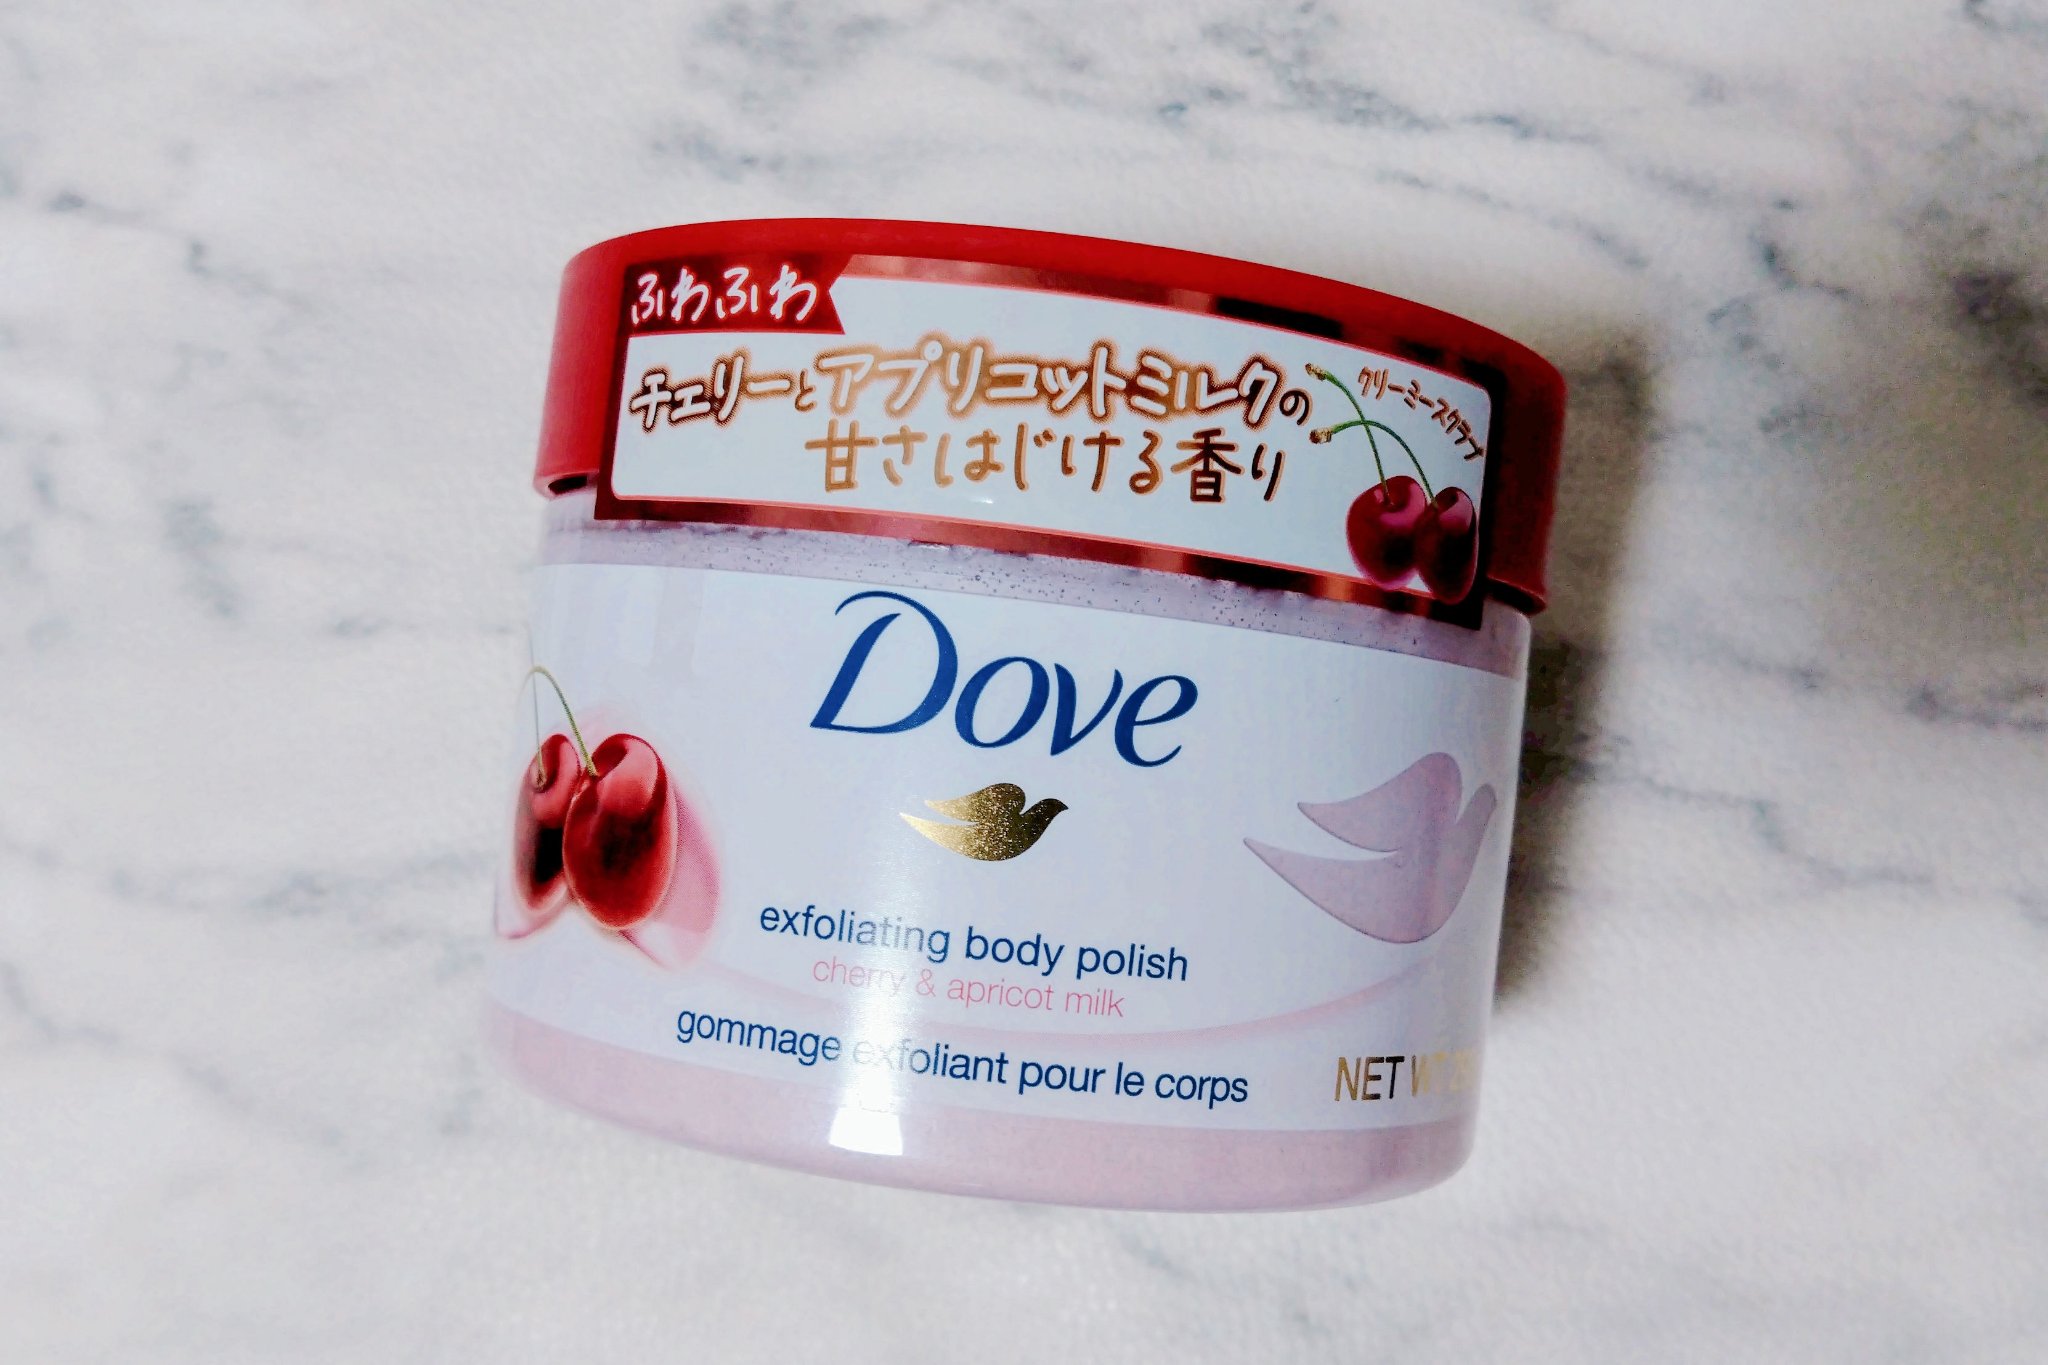 ふわふわ
チェリーとアプリコットミルクの
甘さはじける香り
クリーミースクラブ
Dove
exfoliating body polish
cherry & apricot milk
gommage exfoliant pour le corps
NET WT